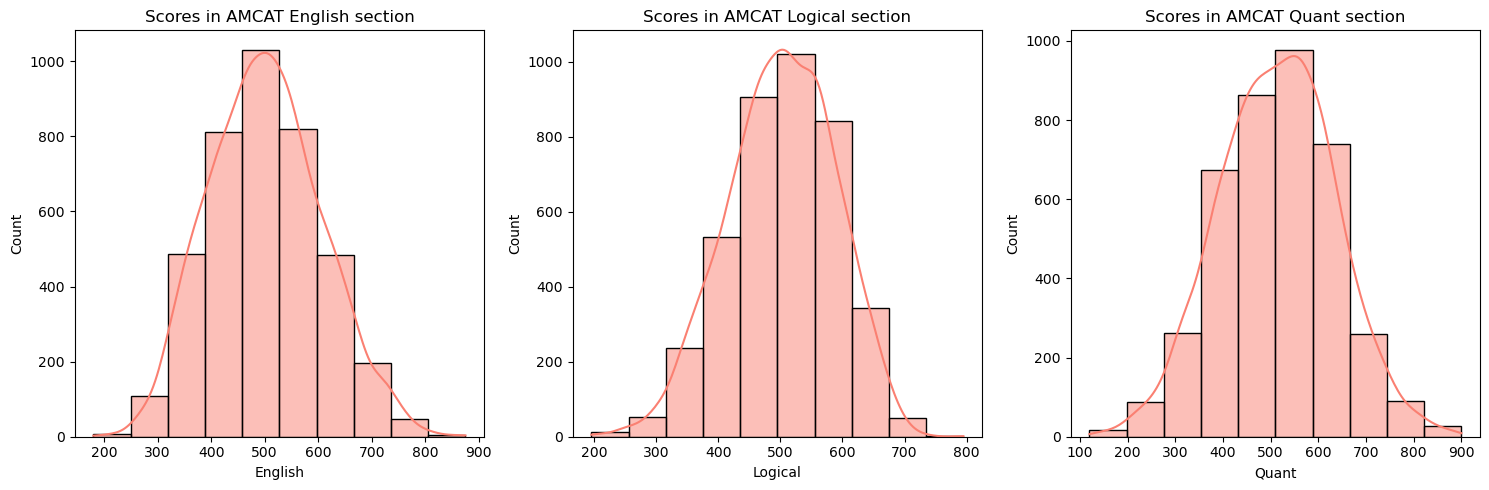 Scores in AMCAT English section
1000
800
600
400
200
0
Count
200 300 400 500 600 700 800 900
English
Scores in AMCAT Logical section
1000
800
600
400
200
0
Count
200 300 400 500 600 700 800
Logical
Scores in AMCAT Quant section
1000
800
600
400
200
0
Count
100 200 300 400 500 600 700 800 900
Quant